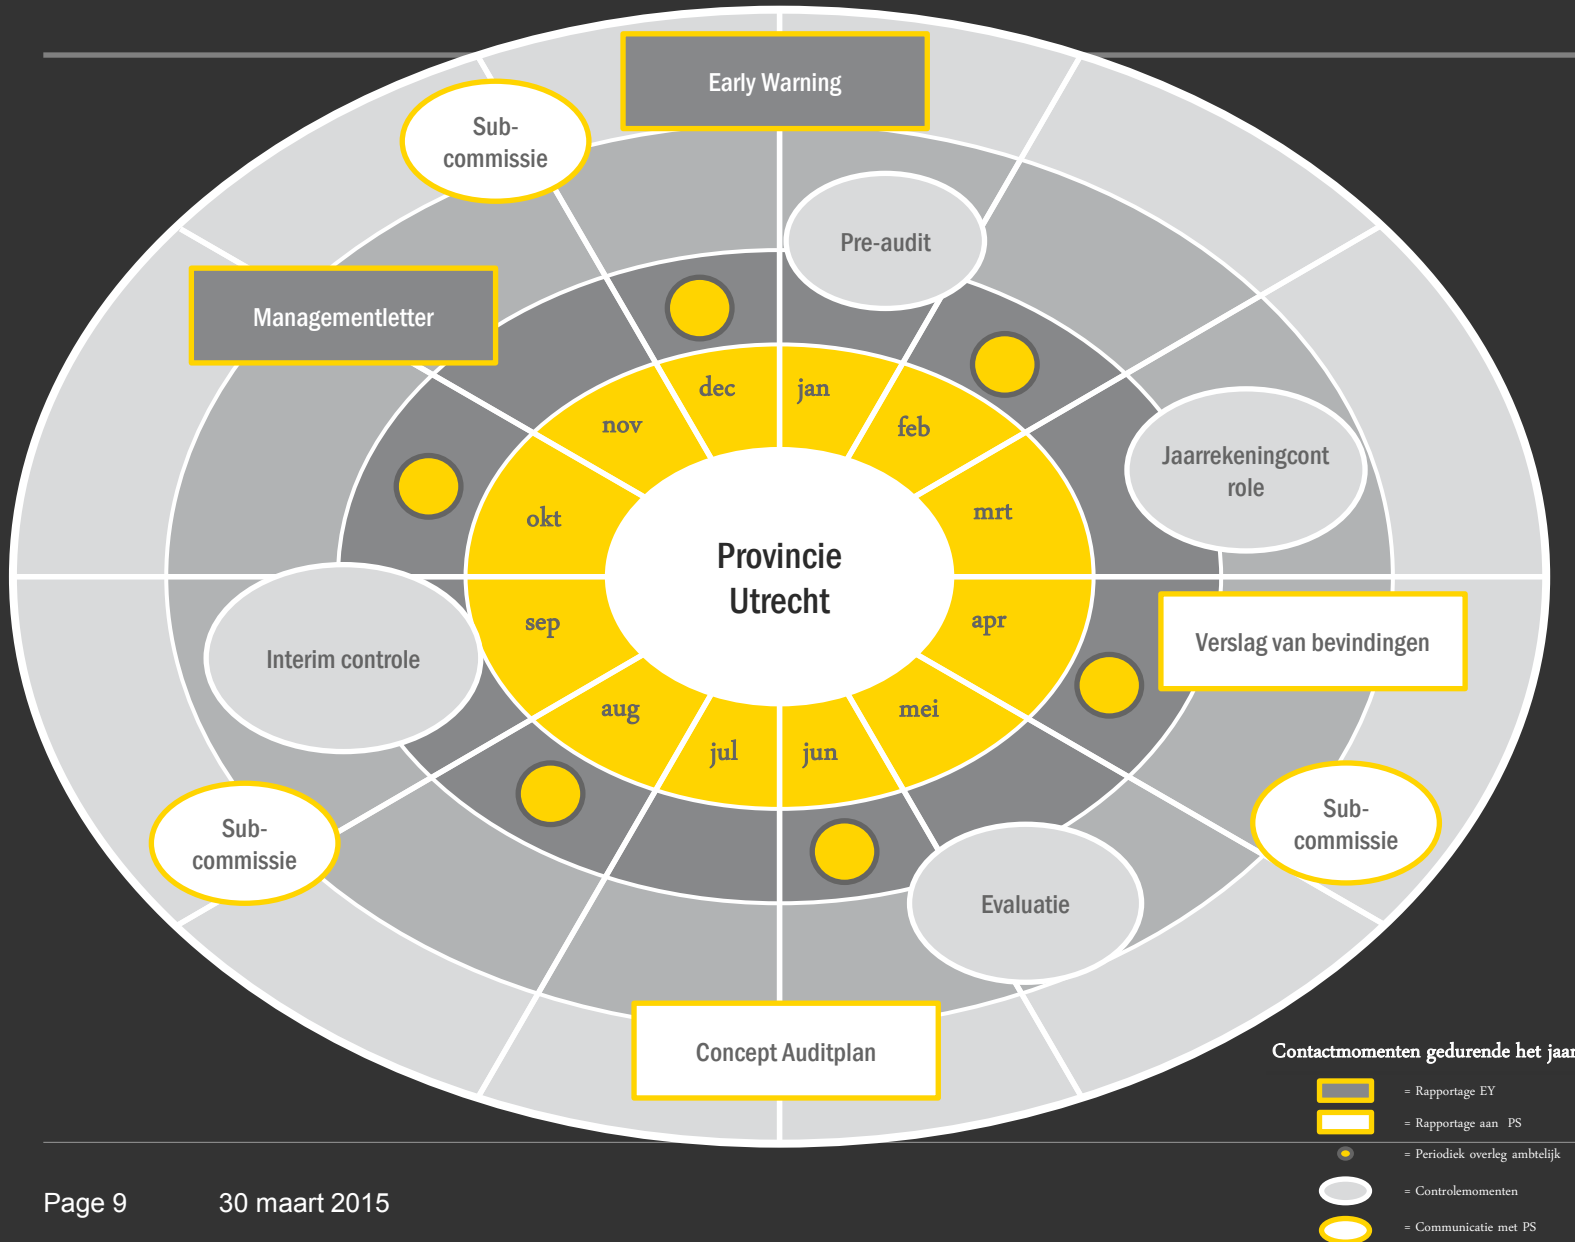 Early Warning
Sub-
commissie
Pre-audit
Managementletter
dec
jan
nov
feb
Jaarrekeningcont
role
okt
mrt
Provincie
Utrecht
sep
apr
Verslag van bevindingen
Interim controle
aug
mei
jul
jun
Sub-
commissie
Sub-
commissie
Evaluatie
Concept Auditplan
Contactmomenten gedurende het jaar
= Rapportage EY
= Rapportage aan PS
= Periodiek overleg ambtelijk
= Controlemomenten
= Communicatie met PS
Page 9 30 maart 2015